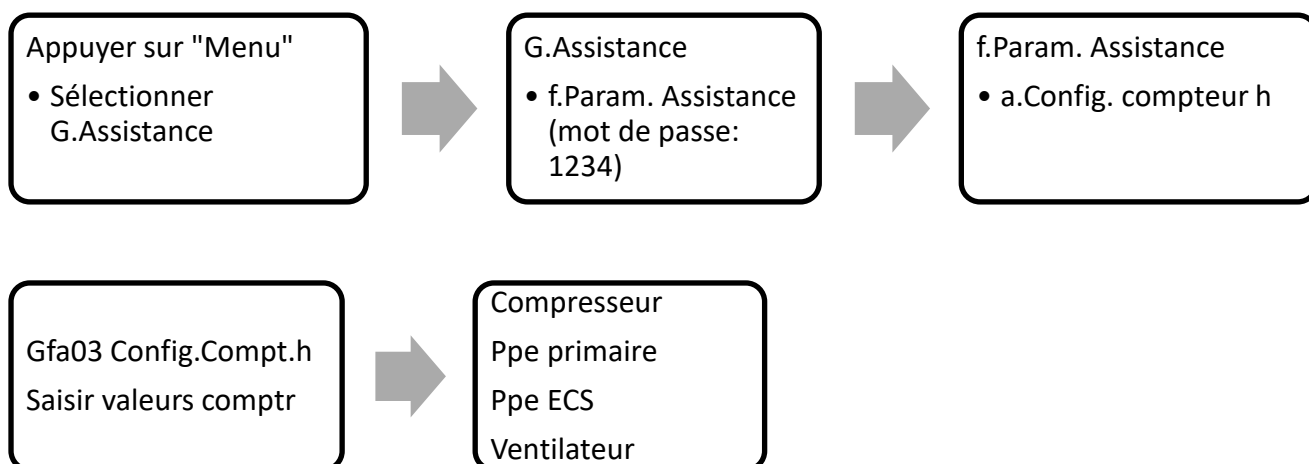 Appuyer sur "Menu"
• Sélectionner
G.Assistance
G.Assistance
• f.Param. Assistance
(mot de passe:
1234)
f.Param. Assistance
• a.Config. compteur h
Gfa03 Config.Compt.h
Saisir valeurs comptr
Compresseur
Ppe primaire
Ppe ECS
Ventilateur